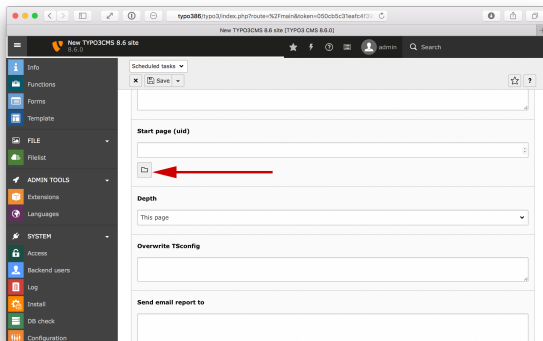 typo386/typo3/index.php?route=%2Fmain&token=050cb5c31eafc4f3
New TYPO3CMS 8.6 site [TYPO3 CMS 8.6.0]
New TYPO3CMS 8.6 site
8.6.0
admin
Search
Info
Functions
Forms
Template
FILE
Filelist
ADMIN TOOLS
Extensions
Languages
SYSTEM
Access
Backend users
Log
Install
DB check
Configuration
Scheduled tasks
Save
Start page (uid)
Depth
This page
Overwrite TSconfig
Send email report to